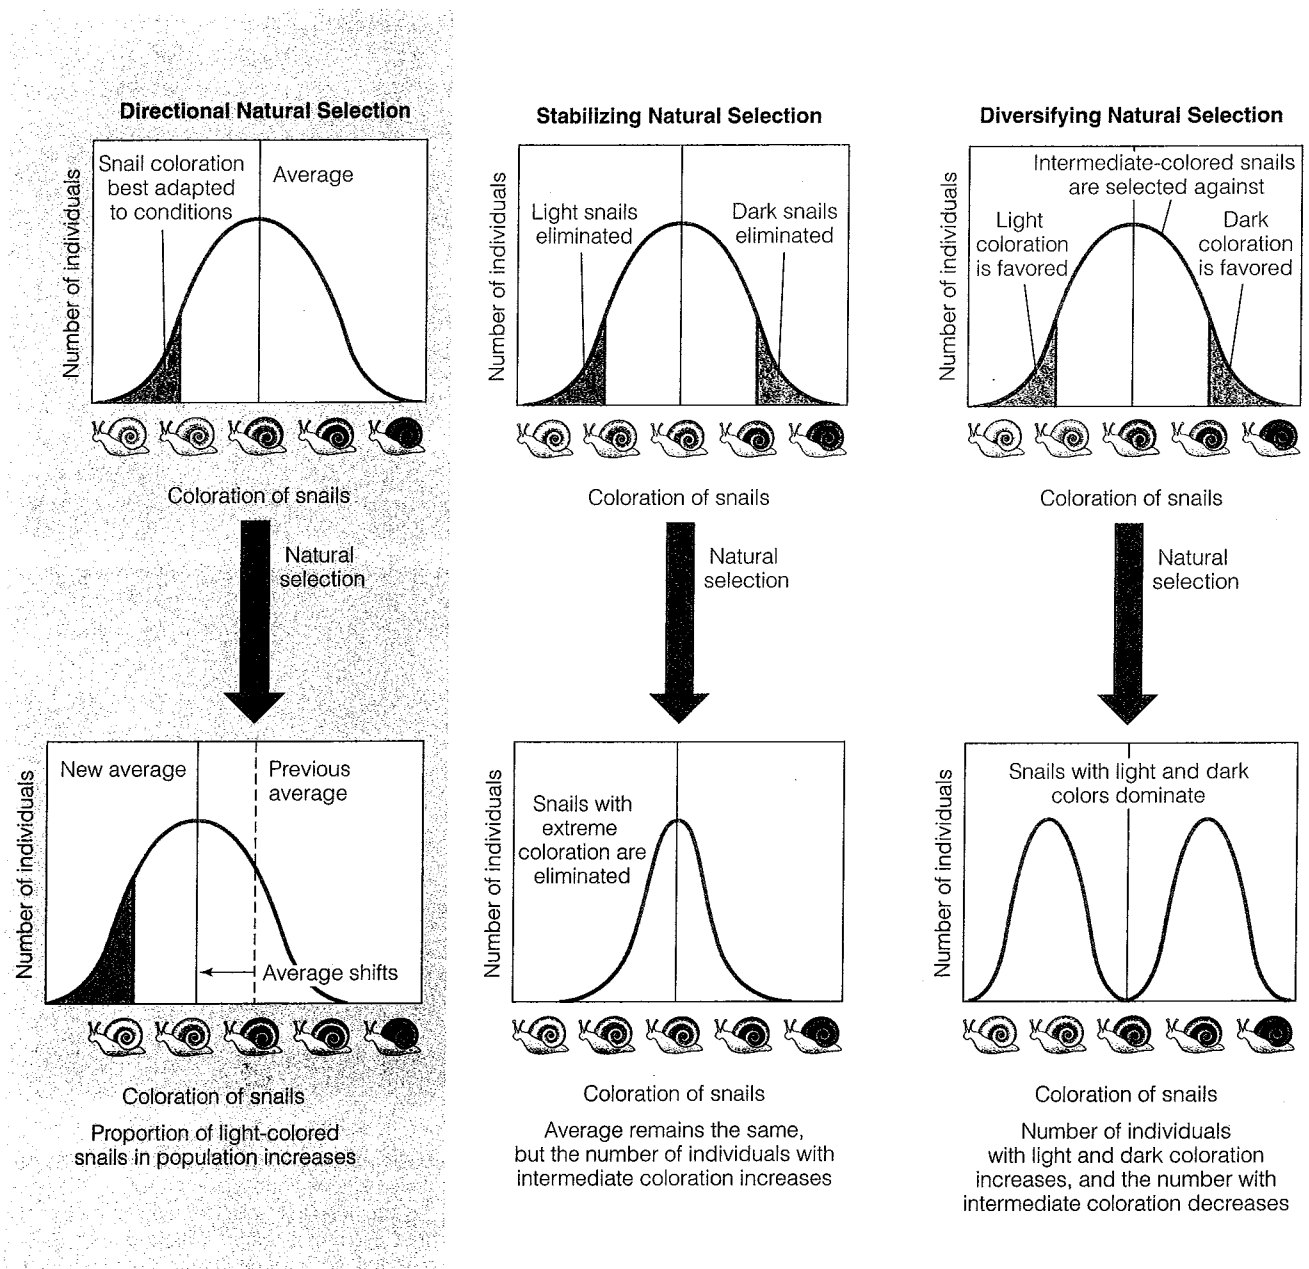 Directional Natural Selection
Number of individuals
Snail coloration
best adapted
to conditions
Average
Coloration of snails
Natural
selection
Number of individuals
New average
Previous
average
Average shifts
Coloration of snails
Proportion of light-colored
snails in population increases
Stabilizing Natural Selection
Number of individuals
Light snails
eliminated
Dark snails
eliminated
Coloration of snails
Natural
selection
Number of individuals
Snails with
extreme
coloration are
eliminated
Coloration of snails
Average remains the same,
but the number of individuals with
intermediate coloration increases
Diversifying Natural Selection
Number of individuals
Intermediate-colored snails
are selected against
Light
coloration
is favored
Dark
coloration
is favored
Coloration of snails
Natural
selection
Number of individuals
Snails with light and dark
colors dominate
Coloration of snails
Number of individuals
with light and dark coloration
increases, and the number with
intermediate coloration decreases